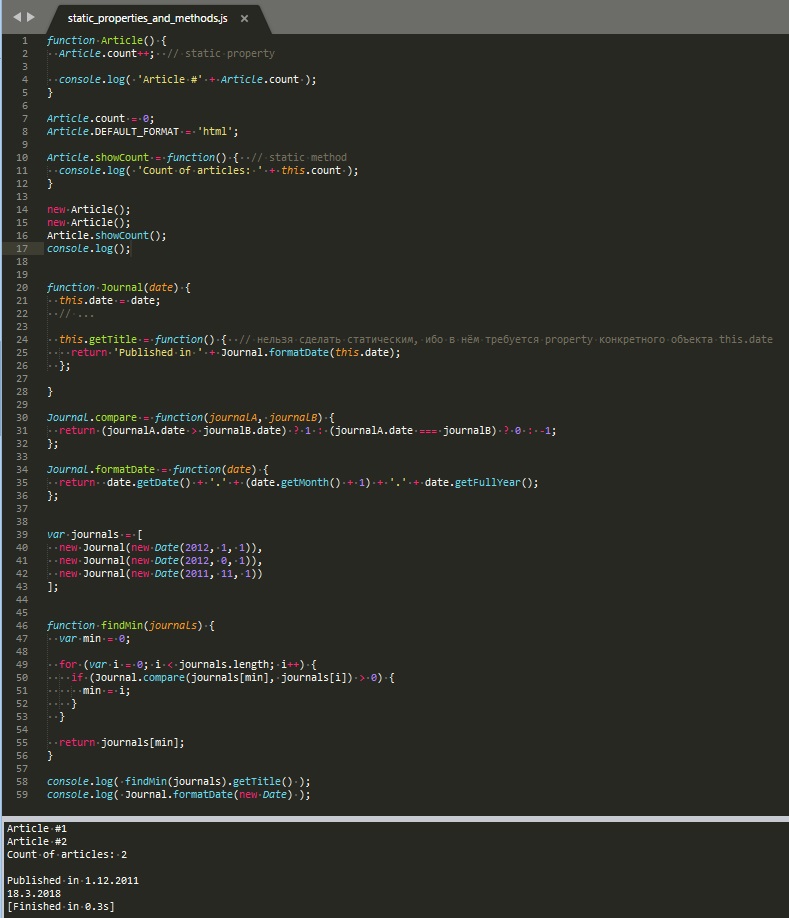 static_properties_and_methods.js ×
1 function Article() {
2   Article.count++;  // static property
3
4   console.log( 'Article #' + Article.count );
5 }
6
7 Article.count = 0;
8 Article.DEFAULT_FORMAT = 'html';
9
10 Article.showCount = function() {  // static method
11   console.log( 'Count of articles: ' + this.count );
12 }
13
14 new Article();
15 new Article();
16 Article.showCount();
17 console.log();
18
19
20 function Journal(date) {
21   this.date = date;
22   // ...
23
24   this.getTitle = function() {  // нельзя сделать статическим, ибо в нём требуется property конкретного объекта this.date
25     return 'Published in ' + Journal.formatDate(this.date);
26   };
27
28 }
29
30 Journal.compare = function(journalA, journalB) {
31   return (journalA.date > journalB.date) ? 1 : (journalA.date === journalB) ? 0 : -1;
32 };
33
34 Journal.formatDate = function(date) {
35   return  date.getDate() + '.' + (date.getMonth() + 1) + '.' + date.getFullYear();
36 };
37
38
39 var journals = [
40   new Journal(new Date(2012, 1, 1)),
41   new Journal(new Date(2012, 0, 1)),
42   new Journal(new Date(2011, 11, 1))
43 ];
44
45
46 function findMin(journals) {
47   var min = 0;
48
49   for (var i = 0; i < journals.length; i++) {
50     if (Journal.compare(journals[min], journals[i]) > 0) {
51       min = i;
52     }
53   }
54
55   return journals[min];
56 }
57
58 console.log( findMin(journals).getTitle() );
59 console.log( Journal.formatDate(new Date) );
Article #1
Article #2
Count of articles: 2

Published in 1.12.2011
18.3.2018
[Finished in 0.3s]